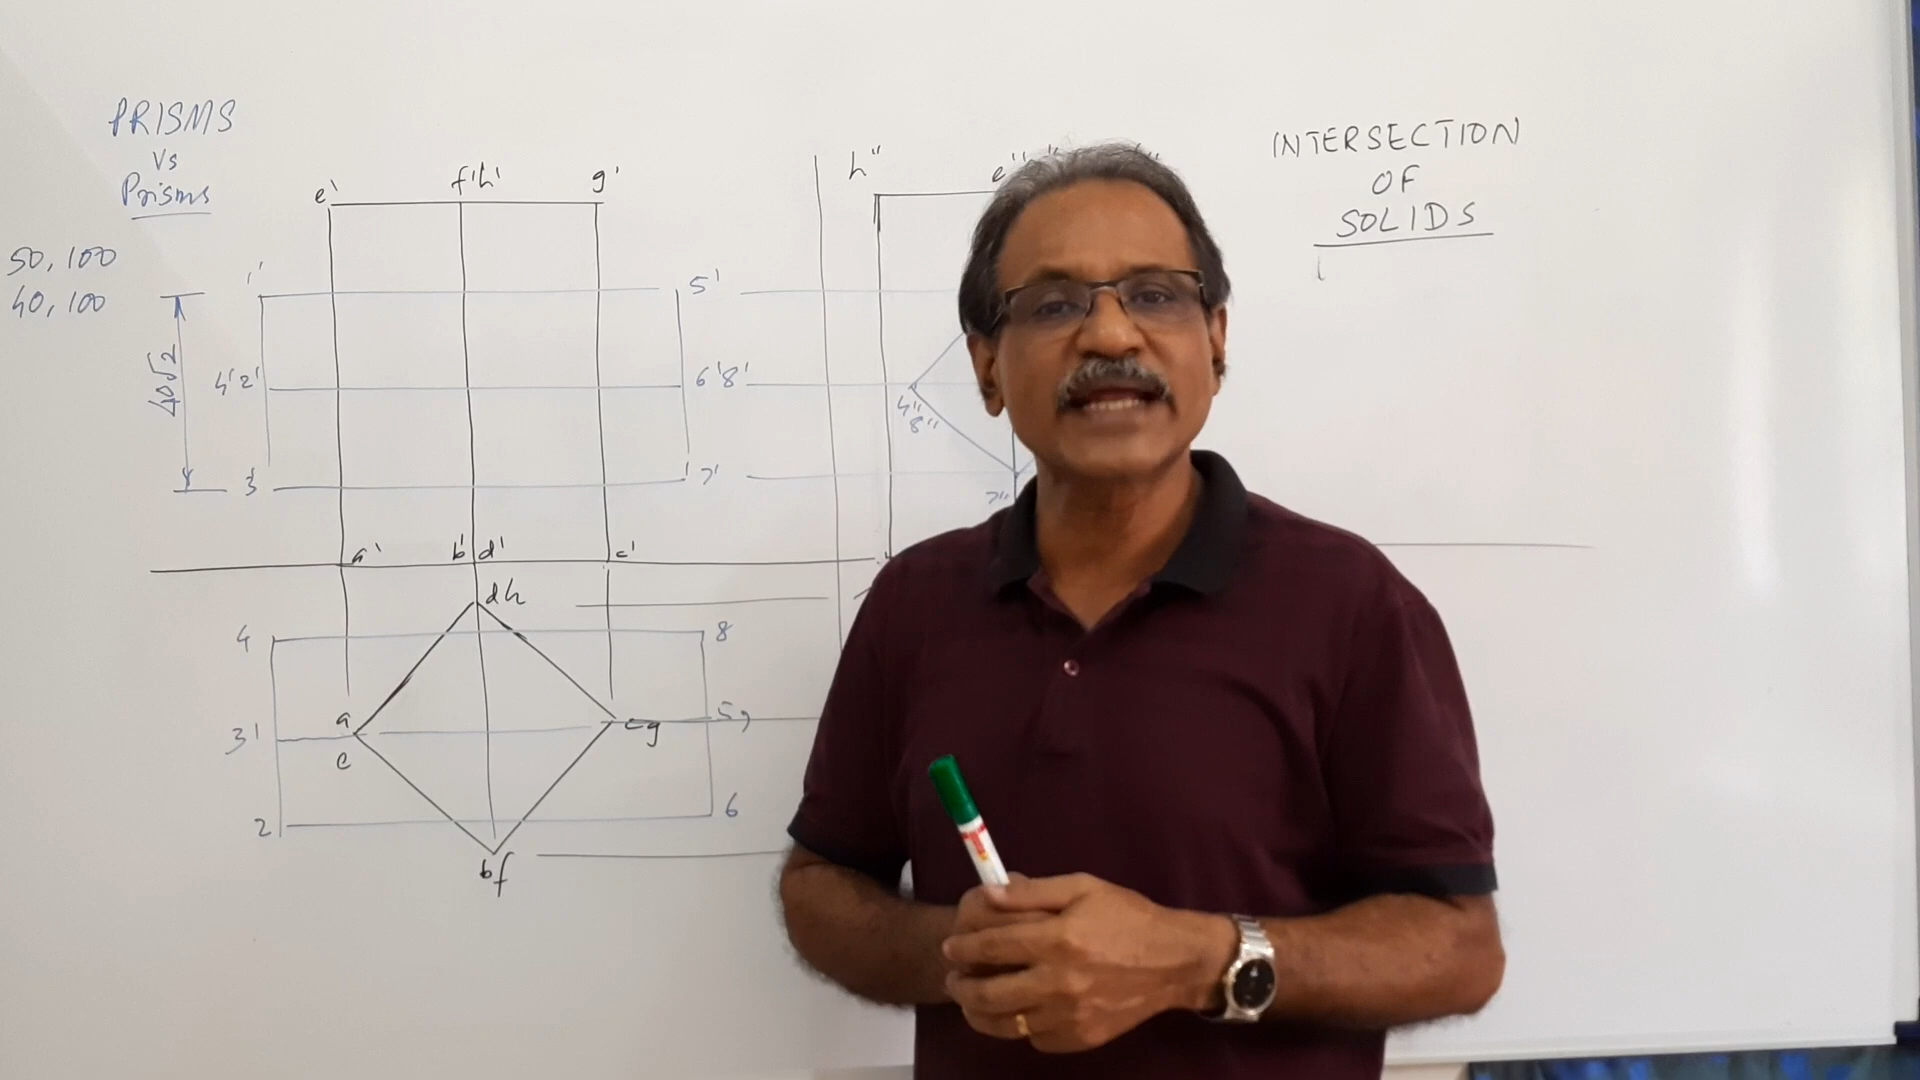 PRISMS
Vs
Prisms
50, 100
40, 100
40√2
e' f'h' g'
1' 5'
4'2' 6'8'
3 7'
a' b' d' c'
dh
4 8
a cg 5,
3'
e
2 6
bf
h" e"
4"
8"
7"
INTERSECTION
OF
SOLIDS